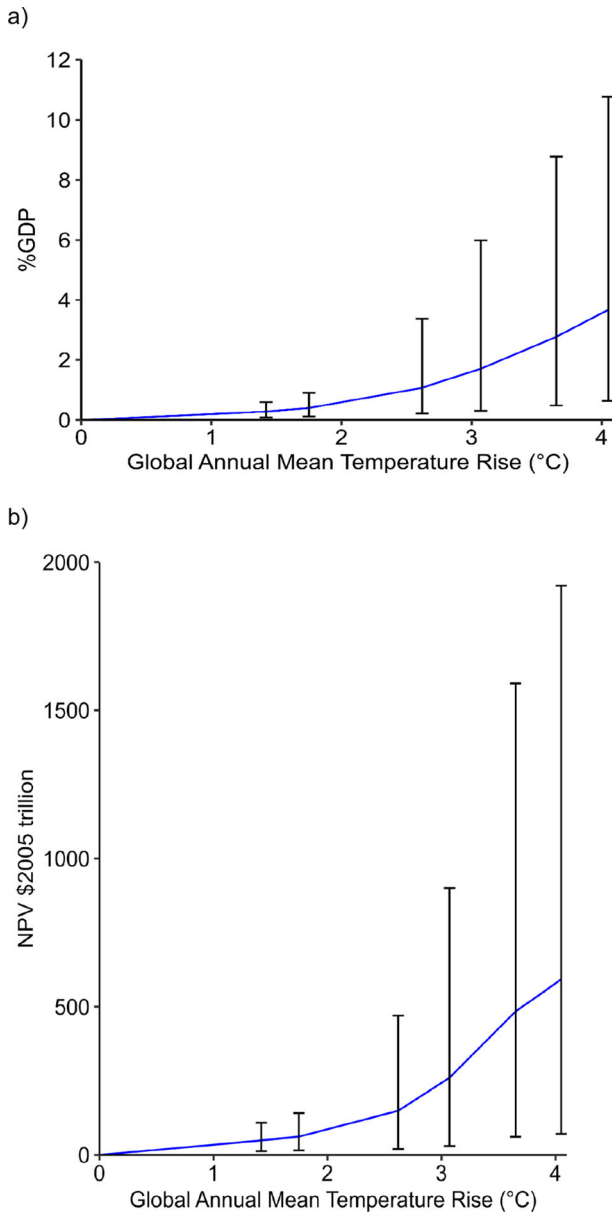 a)
12
10
8
6
4
2
0
%GDP
0 1 2 3 4
Global Annual Mean Temperature Rise (°C)
b)
2000
1500
1000
500
0
NPV $2005 trillion
0 1 2 3 4
Global Annual Mean Temperature Rise (°C)